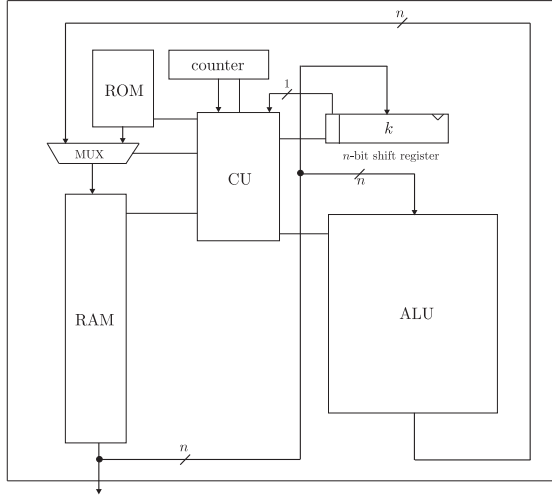 n
counter
ROM
1
k
MUX
n-bit shift register
CU
n
RAM
ALU
n